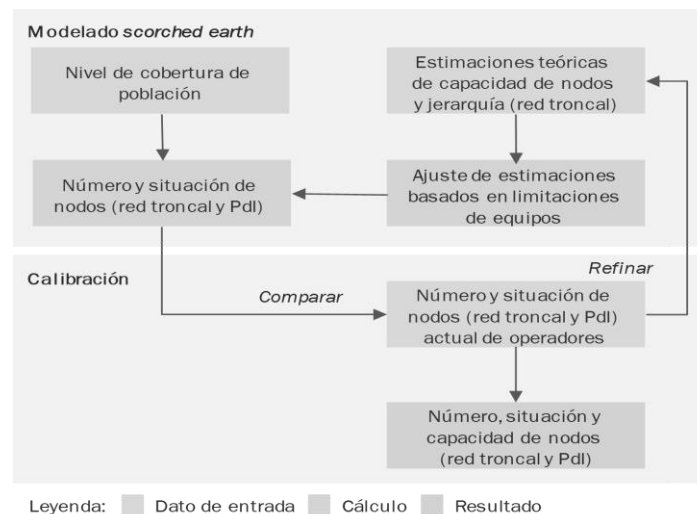 Modelado scorched earth
Nivel de cobertura de
población
Estimaciones teóricas
de capacidad de nodos
y jerarquía (red troncal)
Número y situación de
nodos (red troncal y PdI)
Ajuste de estimaciones
basados en limitaciones
de equipos
Calibración
Comparar
Refinar
Número y situación de
nodos (red troncal y PdI)
actual de operadores
Número, situación y
capacidad de nodos
(red troncal y PdI)
Leyenda: Dato de entrada Cálculo Resultado